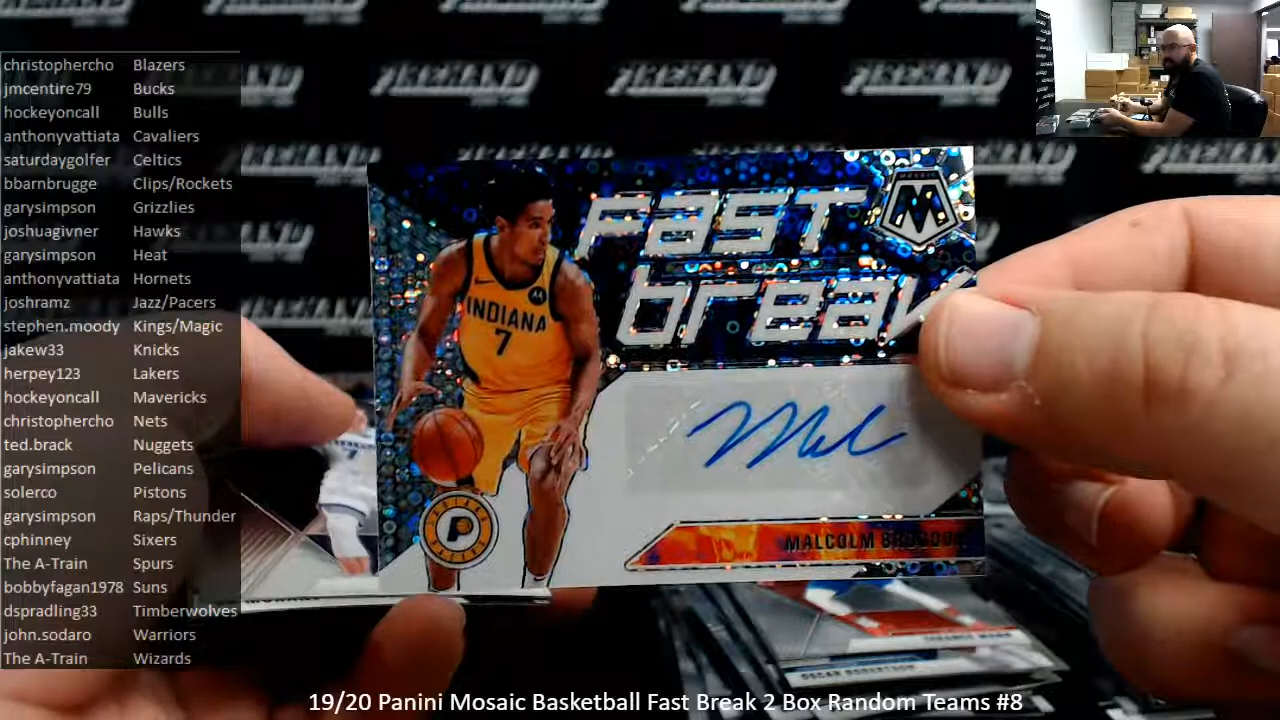 christophercho Blazers
jmcentire79 Bucks
hockeyoncall Bulls
anthonyvattiata Cavaliers
saturdaygolfer Celtics
bbarnbrugge Clips/Rockets
garysimpson Grizzlies
joshuagivner Hawks
garysimpson Heat
anthonyvattiata Hornets
joshramz Jazz/Pacers
stephen.moody Kings/Magic
jakew33 Knicks
herpey123 Lakers
hockeyoncall Mavericks
christophercho Nets
ted.brack Nuggets
garysimpson Pelicans
solerco Pistons
garysimpson Raps/Thunder
cphinney Sixers
The A-Train Spurs
bobbyfagan1978 Suns
dspradling33 Timberwolves
john.sodaro Warriors
The A-Train Wizards
MOSAIC
M
Fast
break
INDIANA
7
P
MALCOLM BROGDON
TERANCE MANN
OSCAR ROBERTSON
19/20 Panini Mosaic Basketball Fast Break 2 Box Random Teams #8